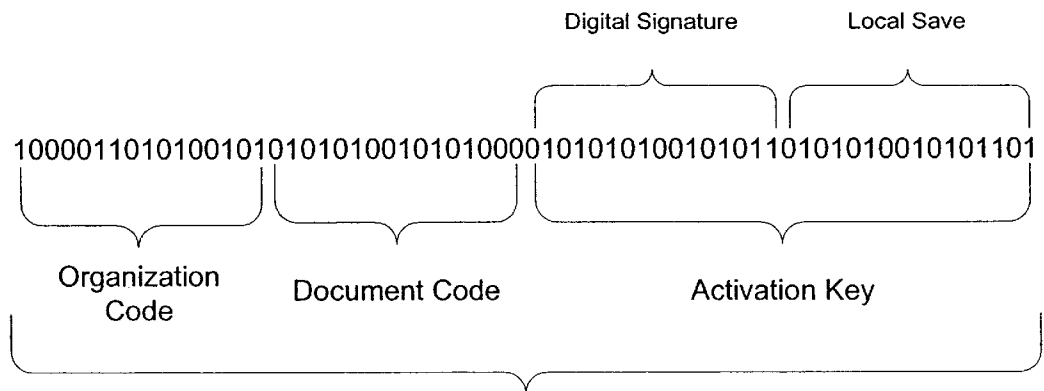 Digital Signature Local Save
1000011010100101010101001010100001010101001010110101010010101101
Organization
Code
Document Code
Activation Key